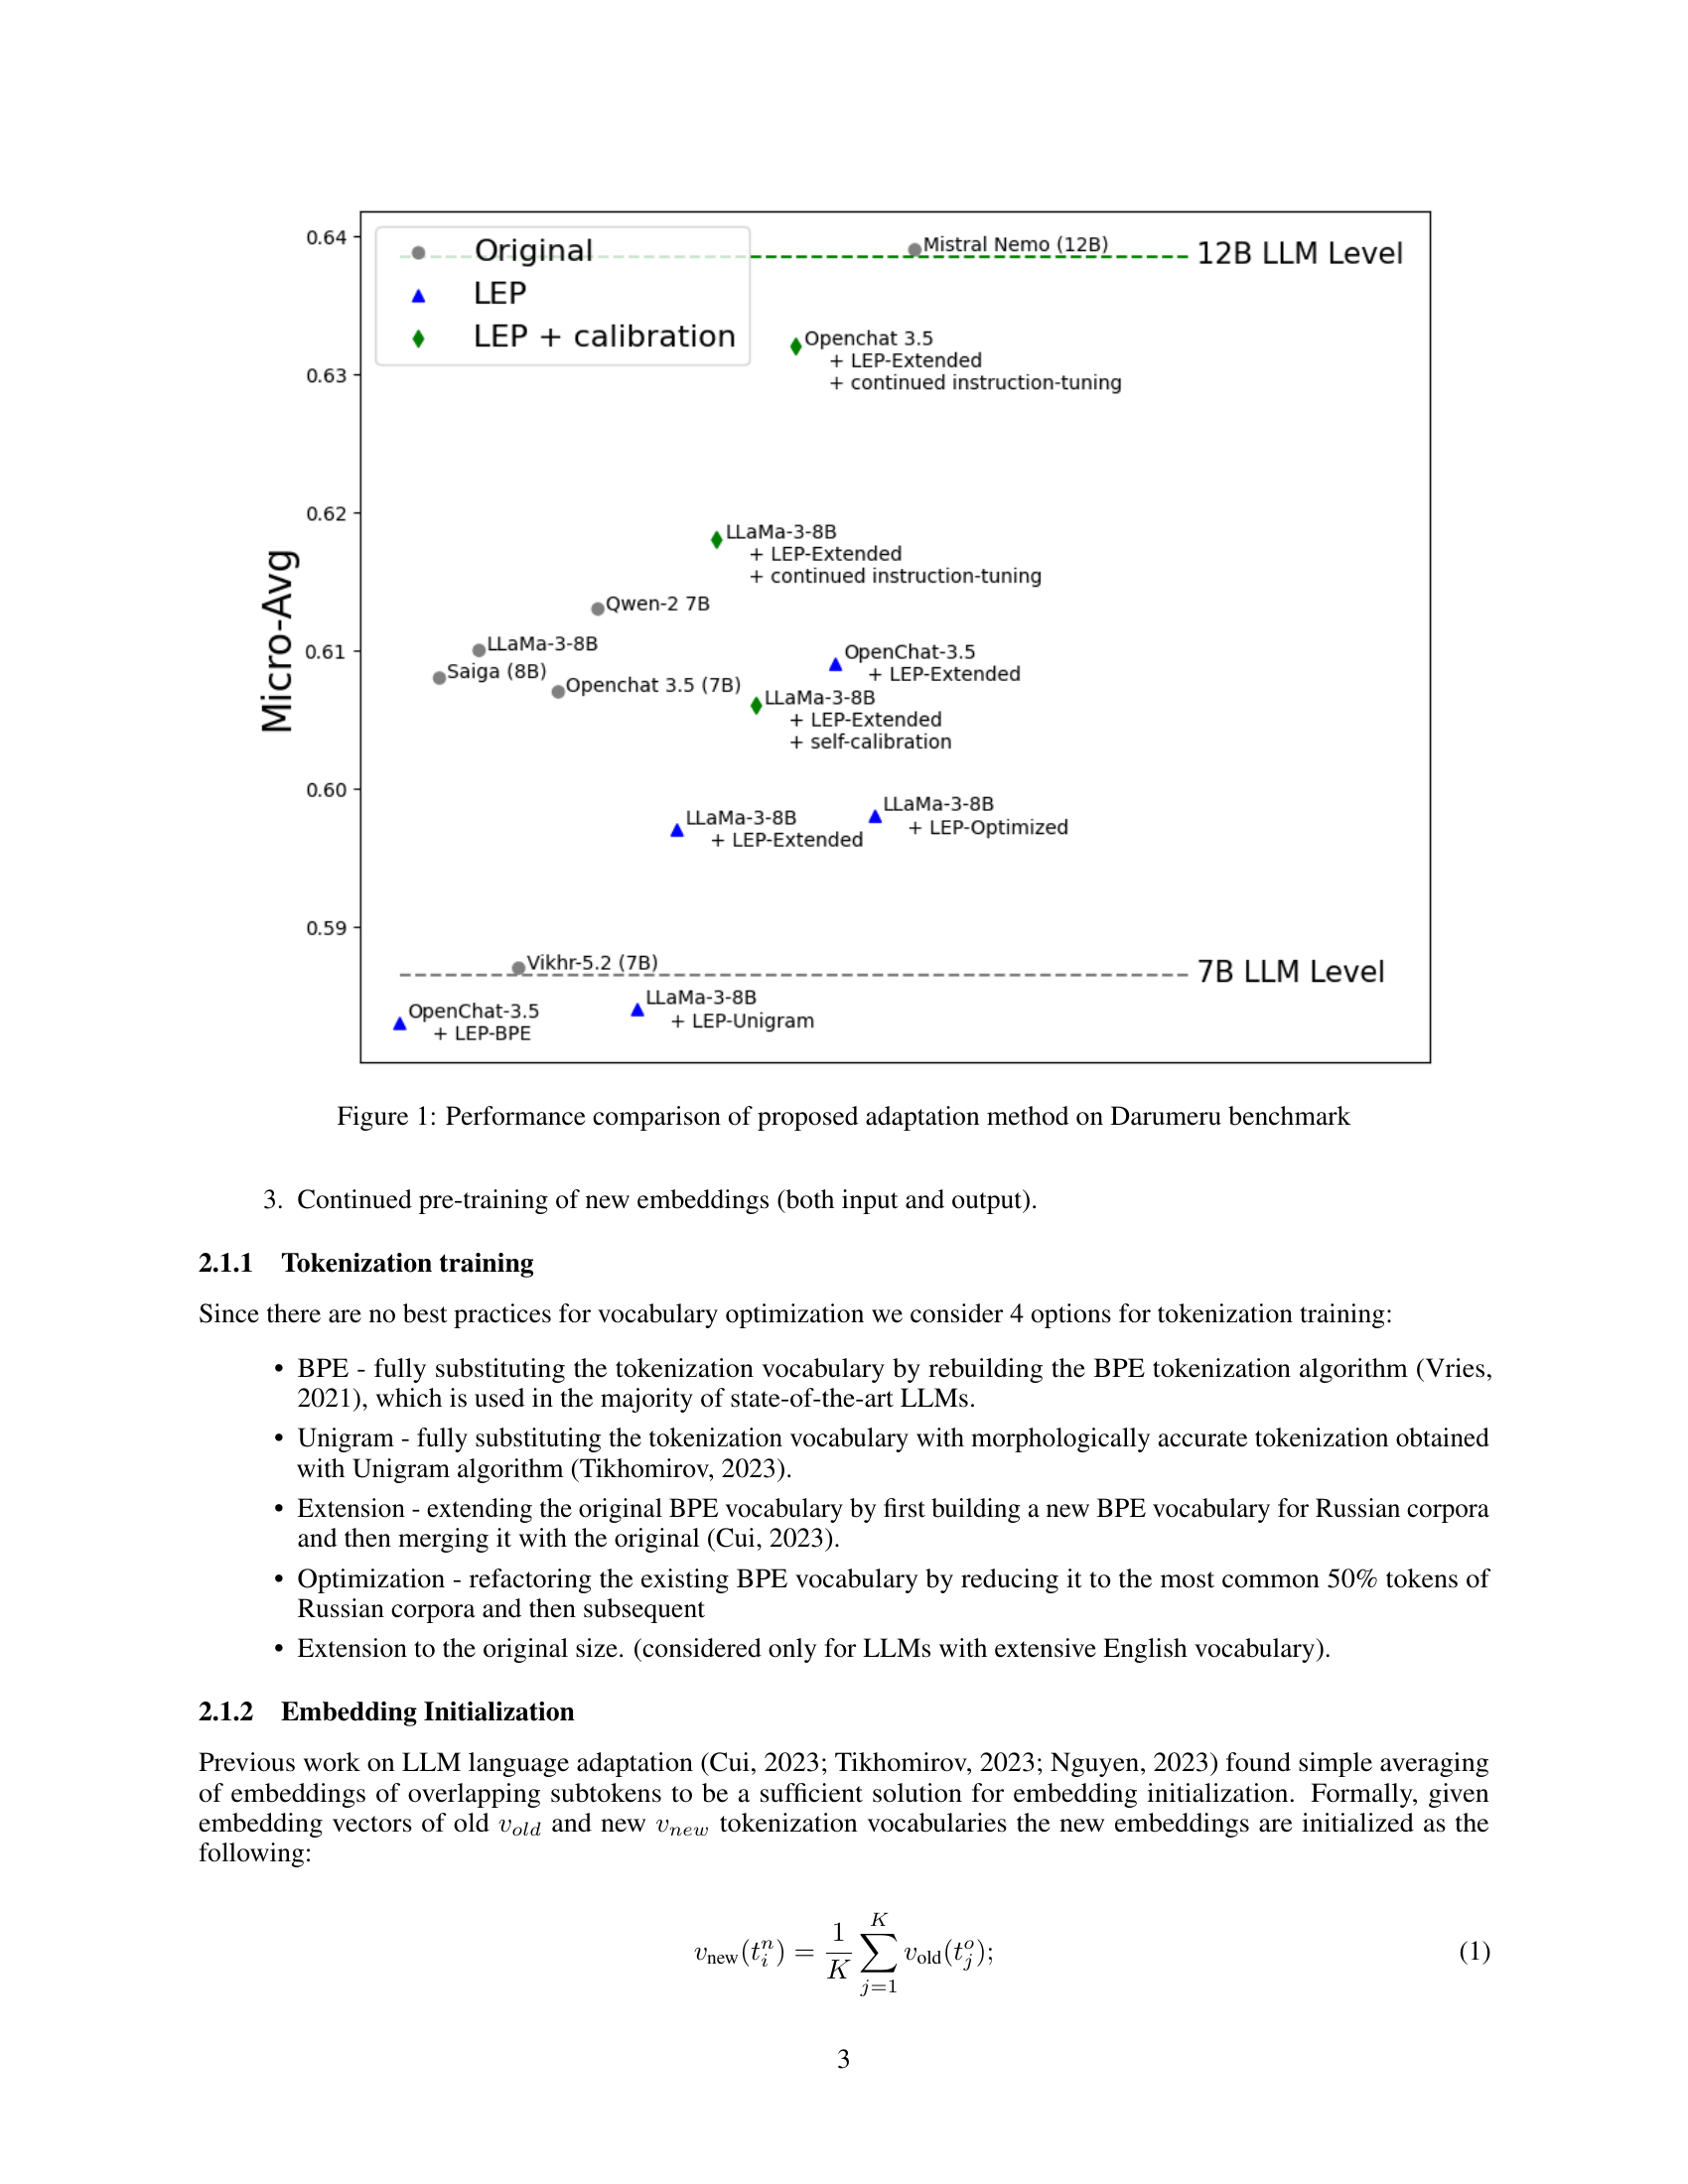 0.64
0.63
0.62
0.61
0.60
0.59
Micro-Avg
Original
LEP
LEP + calibration
Mistral Nemo (12B)
12B LLM Level
Openchat 3.5
+ LEP-Extended
+ continued instruction-tuning
LLaMa-3-8B
+ LEP-Extended
+ continued instruction-tuning
Qwen-2 7B
LLaMa-3-8B
Saiga (8B)
Openchat 3.5 (7B)
OpenChat-3.5
+ LEP-Extended
LLaMa-3-8B
+ LEP-Extended
+ self-calibration
LLaMa-3-8B
+ LEP-Extended
LLaMa-3-8B
+ LEP-Optimized
Vikhr-5.2 (7B)
7B LLM Level
OpenChat-3.5
+ LEP-BPE
LLaMa-3-8B
+ LEP-Unigram
Figure 1: Performance comparison of proposed adaptation method on Darumeru benchmark
3. Continued pre-training of new embeddings (both input and output).
2.1.1 Tokenization training
Since there are no best practices for vocabulary optimization we consider 4 options for tokenization training:
• BPE - fully substituting the tokenization vocabulary by rebuilding the BPE tokenization algorithm (Vries,
2021), which is used in the majority of state-of-the-art LLMs.
• Unigram - fully substituting the tokenization vocabulary with morphologically accurate tokenization obtained
with Unigram algorithm (Tikhomirov, 2023).
• Extension - extending the original BPE vocabulary by first building a new BPE vocabulary for Russian corpora
and then merging it with the original (Cui, 2023).
• Optimization - refactoring the existing BPE vocabulary by reducing it to the most common 50% tokens of
Russian corpora and then subsequent
• Extension to the original size. (considered only for LLMs with extensive English vocabulary).
2.1.2 Embedding Initialization
Previous work on LLM language adaptation (Cui, 2023; Tikhomirov, 2023; Nguyen, 2023) found simple averaging
of embeddings of overlapping subtokens to be a sufficient solution for embedding initialization. Formally, given
embedding vectors of old $v_{old}$ and new $v_{new}$ tokenization vocabularies the new embeddings are initialized as the
following:
$v_{\text{new}}(t_i^n) = \frac{1}{K} \sum_{j=1}^{K} v_{\text{old}}(t_j^o);$ (1)
3